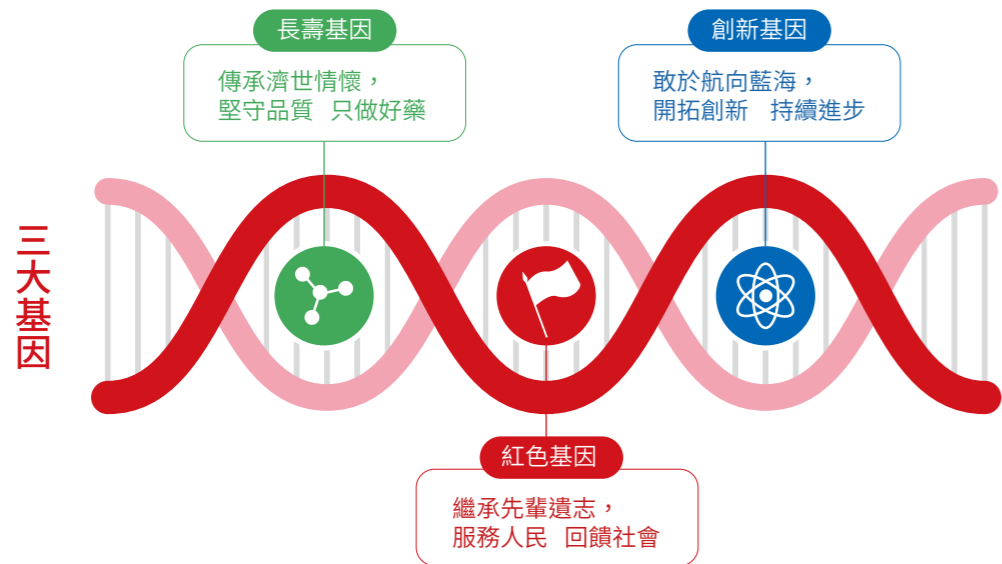 三大基因
長壽基因
傳承濟世情懷，
堅守品質 只做好藥
創新基因
敢於航向藍海，
開拓創新 持續進步
紅色基因
繼承先輩遺志，
服務人民 回饋社會